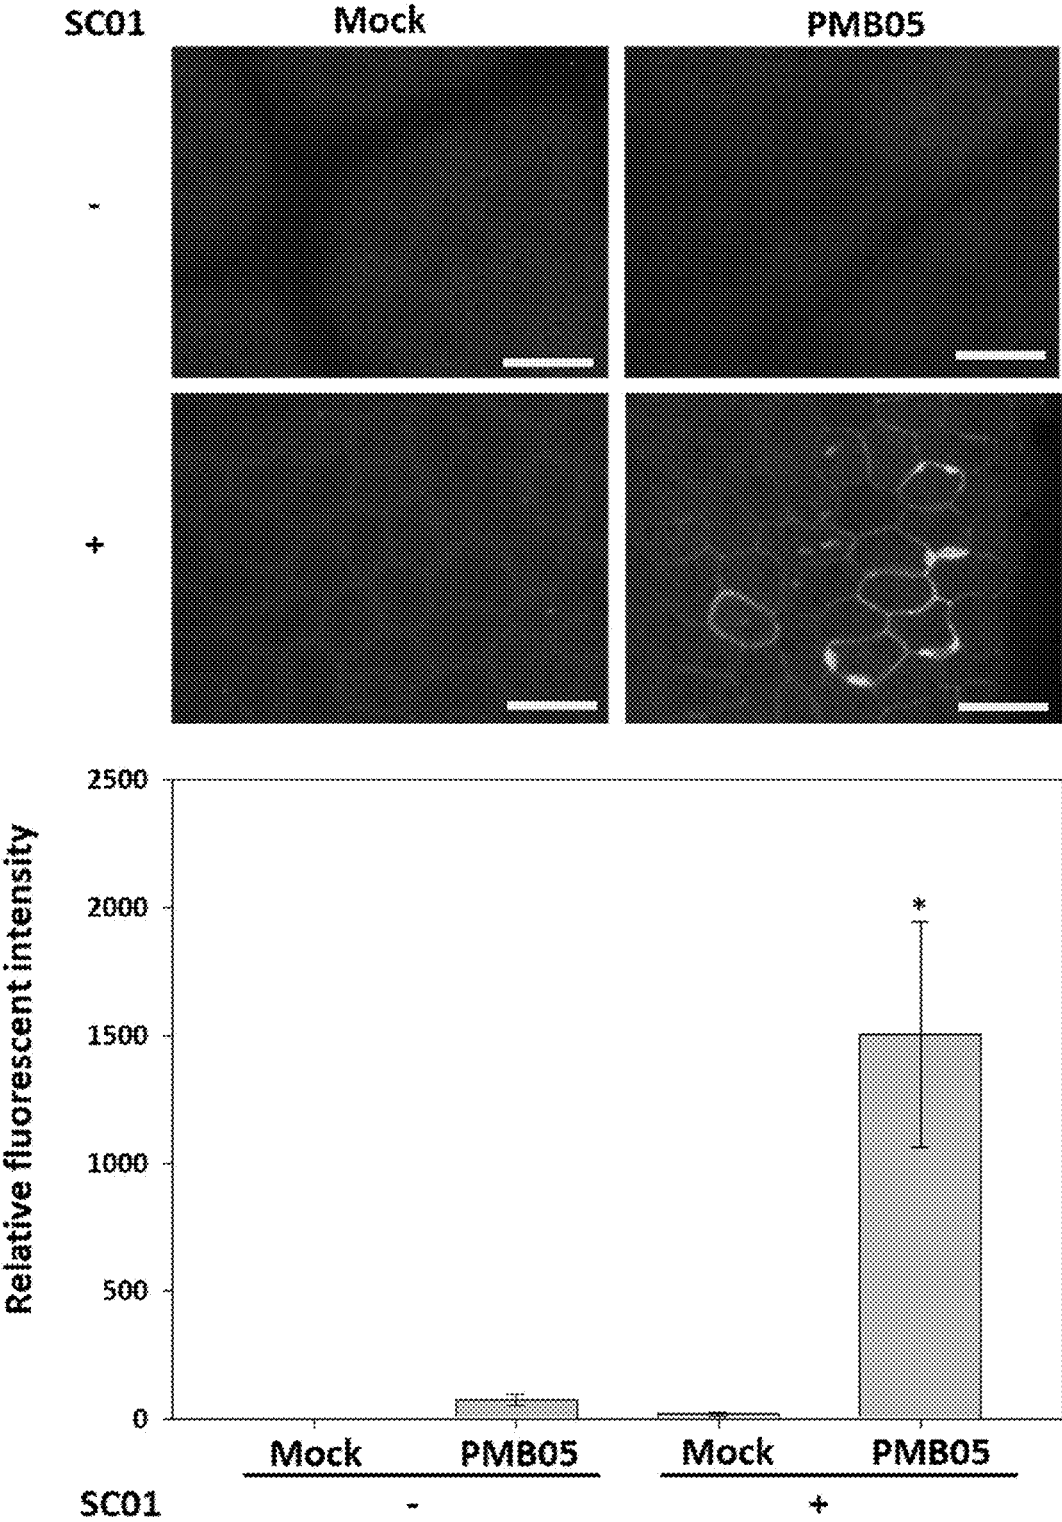 SC01 Mock PMB05
-
+
2500
2000
*
1500
1000
500
0
Relative fluorescent intensity
Mock PMB05 Mock PMB05
SC01 - +